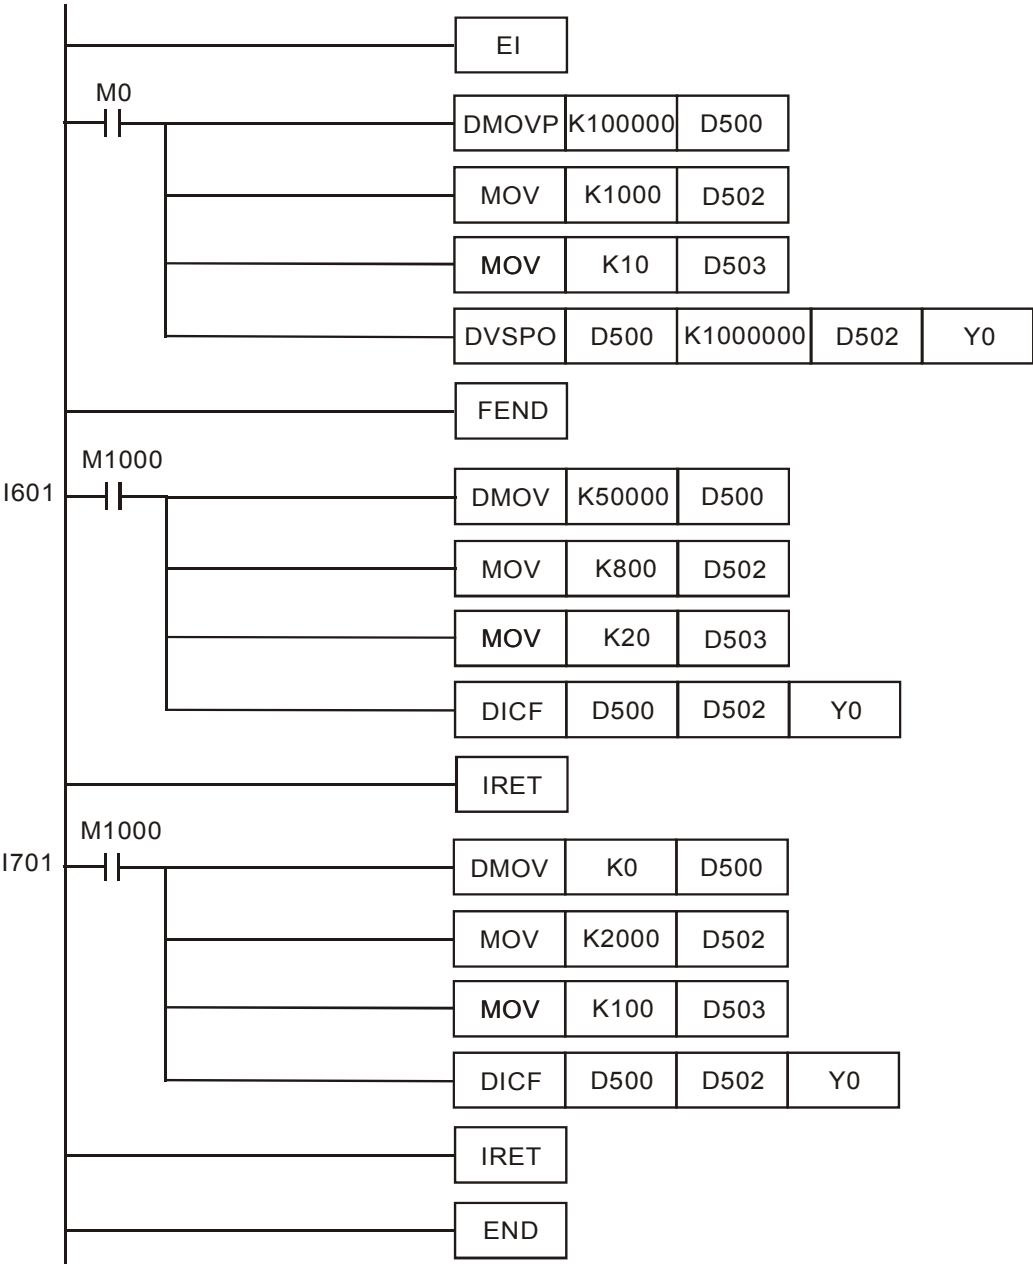 EI
M0
DMOVP K100000 D500
MOV K1000 D502
MOV K10 D503
DVSPO D500 K1000000 D502 Y0
FEND
M1000
I601
DMOV K50000 D500
MOV K800 D502
MOV K20 D503
DICF D500 D502 Y0
IRET
M1000
I701
DMOV K0 D500
MOV K2000 D502
MOV K100 D503
DICF D500 D502 Y0
IRET
END